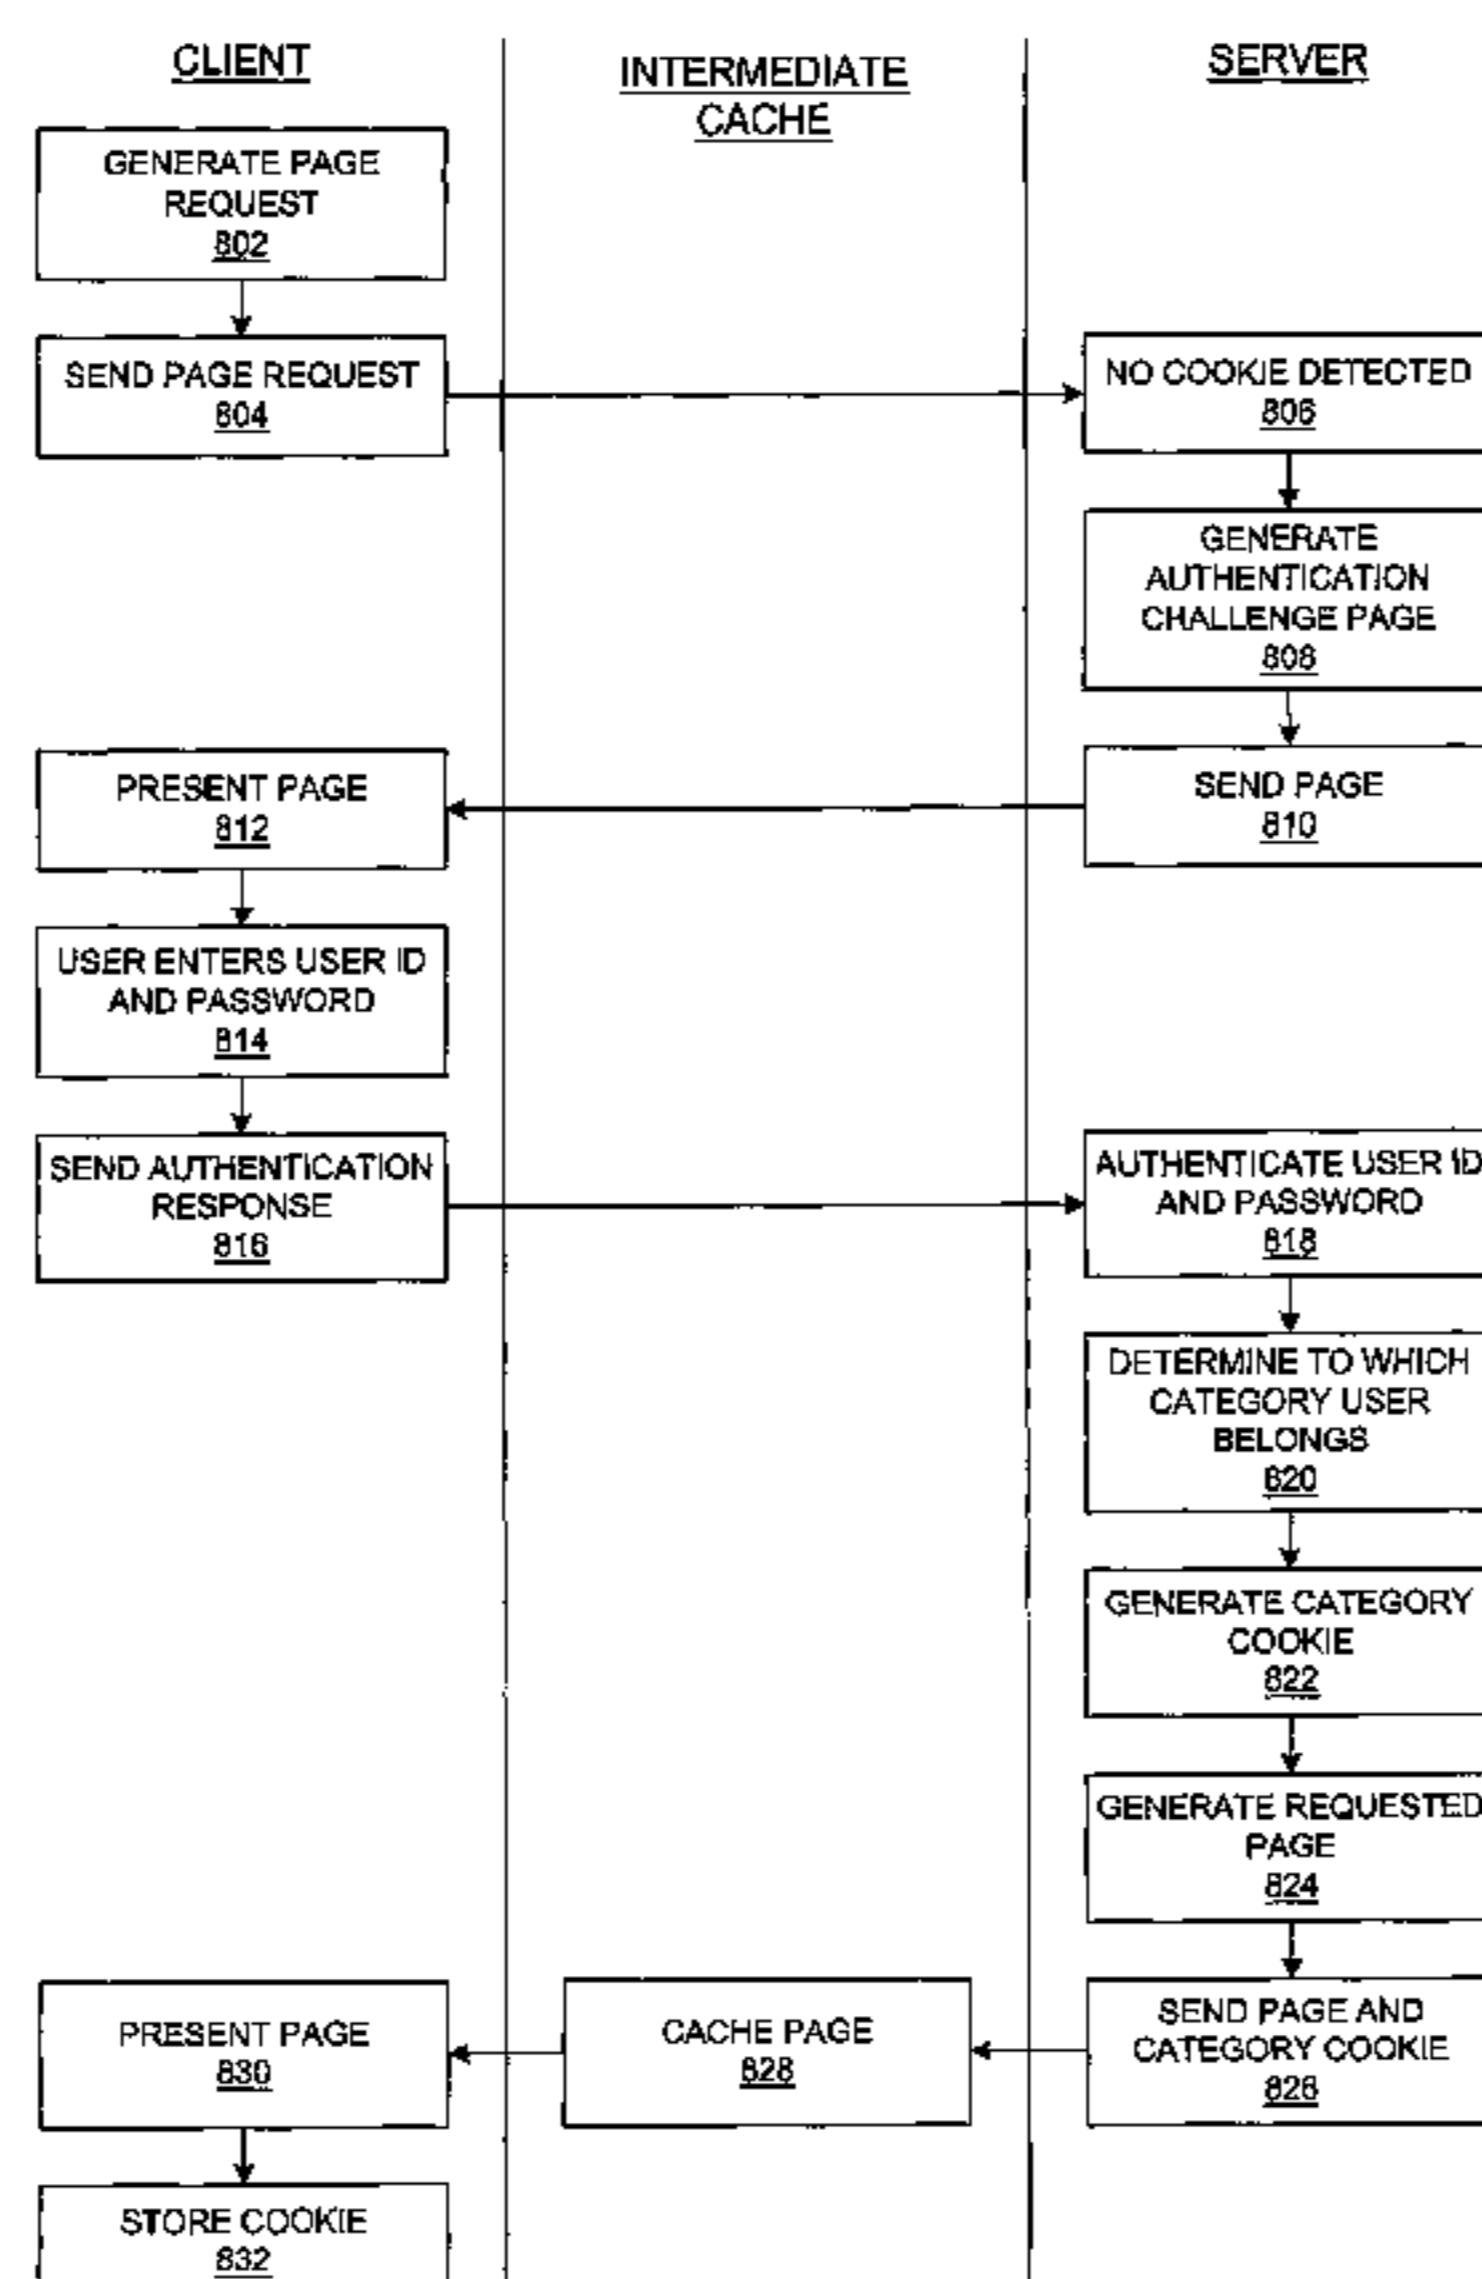 CLIENT
INTERMEDIATE
CACHE
SERVER
GENERATE PAGE
REQUEST
802
SEND PAGE REQUEST
804
NO COOKIE DETECTED
806
GENERATE
AUTHENTICATION
CHALLENGE PAGE
808
SEND PAGE
810
PRESENT PAGE
812
USER ENTERS USER ID
AND PASSWORD
814
SEND AUTHENTICATION
RESPONSE
816
AUTHENTICATE USER ID
AND PASSWORD
818
DETERMINE TO WHICH
CATEGORY USER
BELONGS
820
GENERATE CATEGORY
COOKIE
822
GENERATE REQUESTED
PAGE
824
SEND PAGE AND
CATEGORY COOKIE
826
CACHE PAGE
828
PRESENT PAGE
830
STORE COOKIE
832